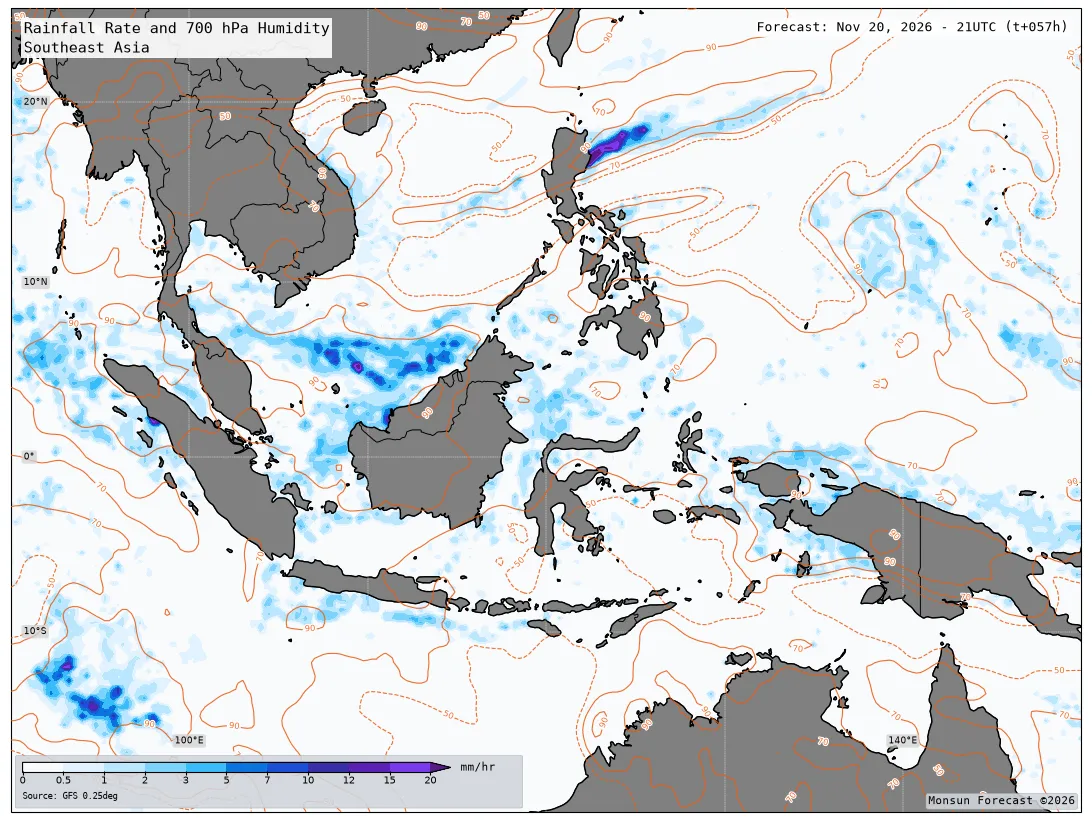 Rainfall Rate and 700 hPa Humidity
Southeast Asia
Forecast: Nov 20, 2026 - 21UTC (t+057h)
20°N
10°N
0°
10°S
100°E
140°E
0 0.5 1 2 3 5 7 10 12 15 20 mm/hr
Source: GFS 0.25deg
Monsun Forecast ©2026